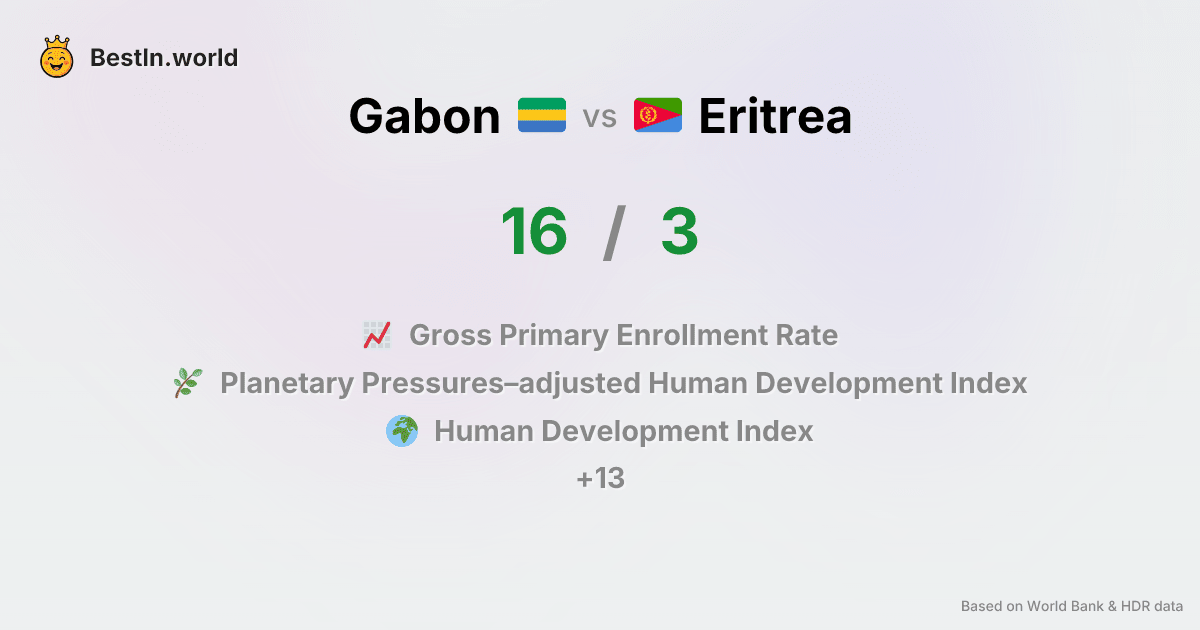 BestIn.world
Gabon vs Eritrea
16 / 3
Gross Primary Enrollment Rate
Planetary Pressures–adjusted Human Development Index
Human Development Index
+13
Based on World Bank & HDR data